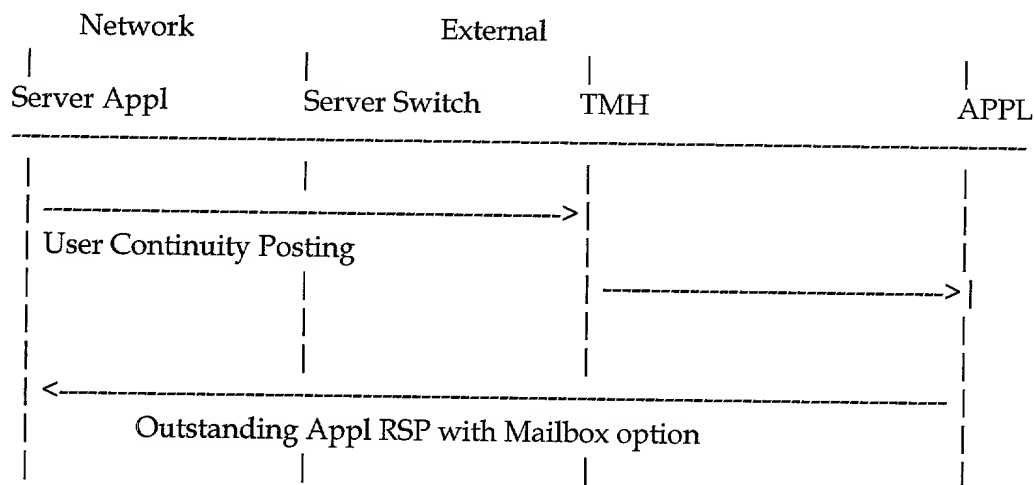 Network External
Server Appl Server Switch TMH APPL
User Continuity Posting
Outstanding Appl RSP with Mailbox option